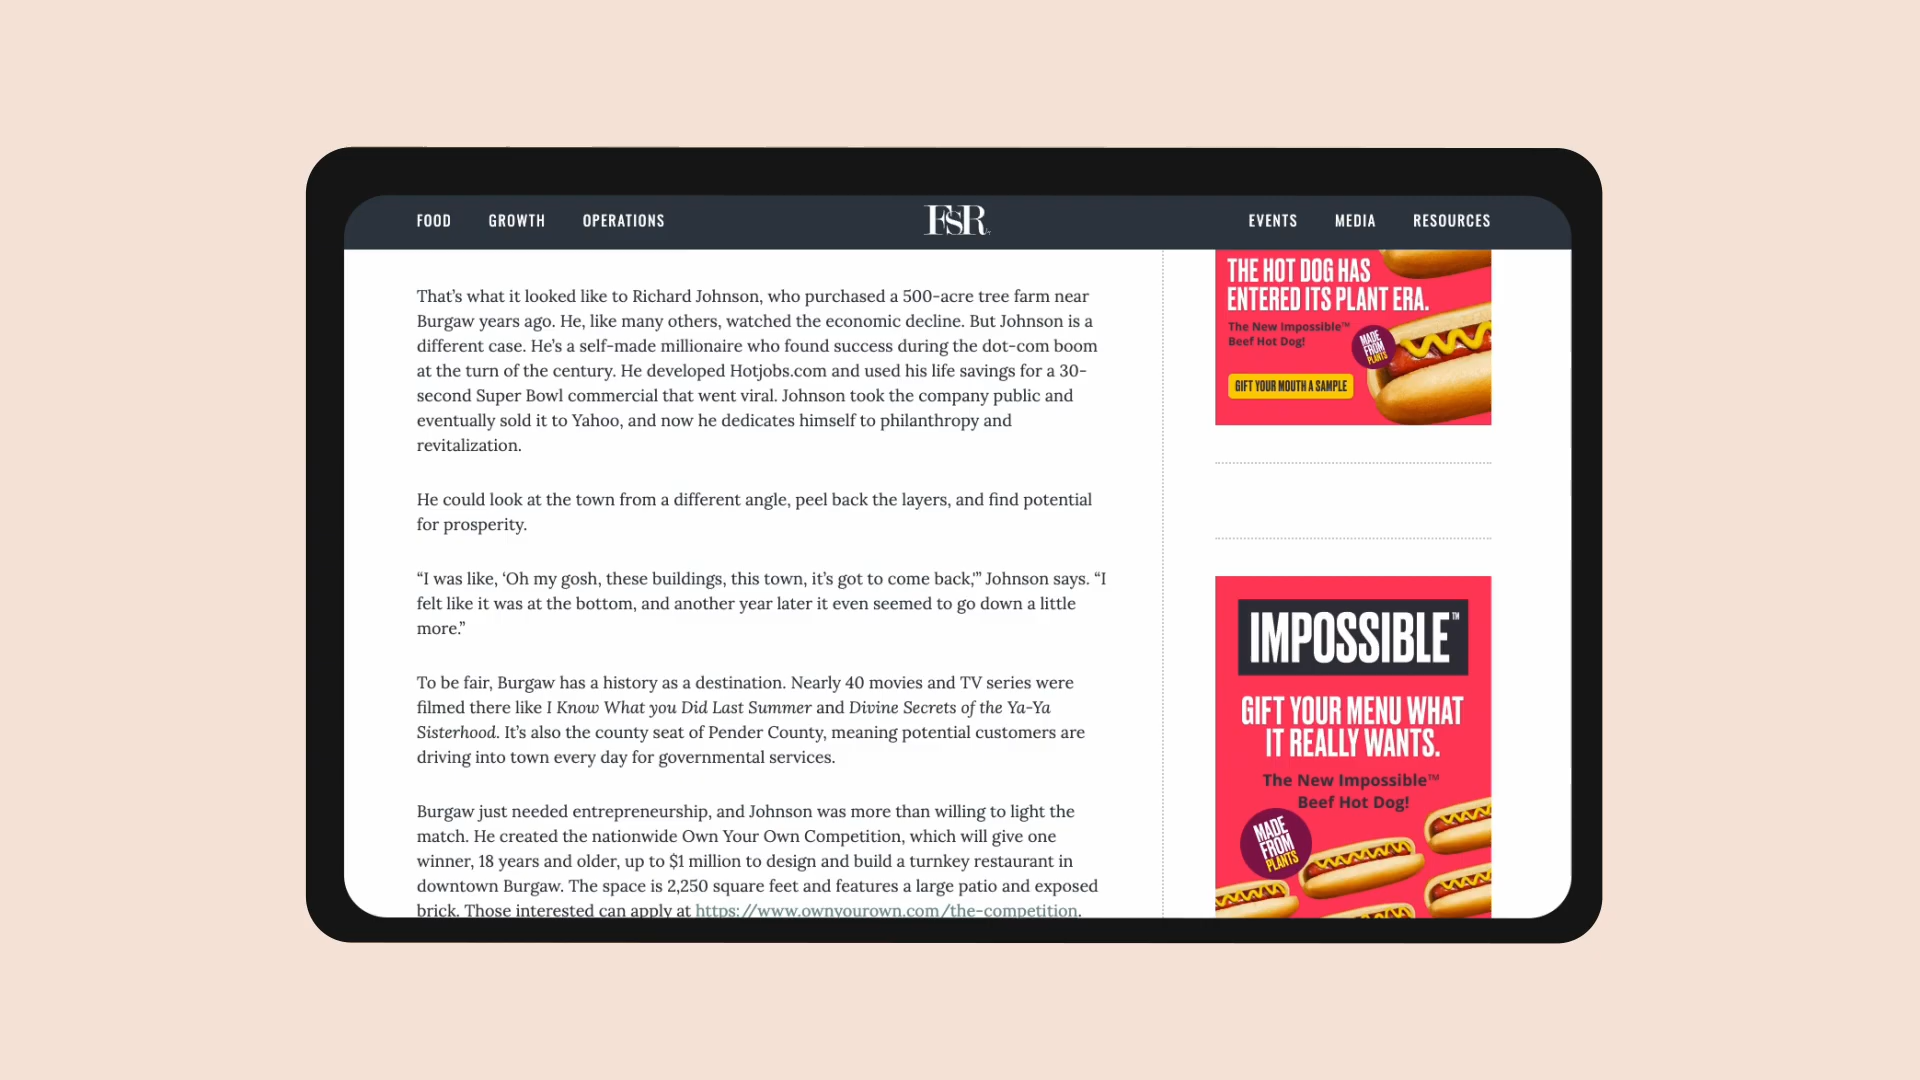 FOOD GROWTH OPERATIONS FSR EVENTS MEDIA RESOURCES
That’s what it looked like to Richard Johnson, who purchased a 500-acre tree farm near
Burgaw years ago. He, like many others, watched the economic decline. But Johnson is a
different case. He’s a self-made millionaire who found success during the dot-com boom
at the turn of the century. He developed Hotjobs.com and used his life savings for a 30-
second Super Bowl commercial that went viral. Johnson took the company public and
eventually sold it to Yahoo, and now he dedicates himself to philanthropy and
revitalization.
He could look at the town from a different angle, peel back the layers, and find potential
for prosperity.
“I was like, ‘Oh my gosh, these buildings, this town, it’s got to come back,'” Johnson says. “I
felt like it was at the bottom, and another year later it even seemed to go down a little
more.”
To be fair, Burgaw has a history as a destination. Nearly 40 movies and TV series were
filmed there like I Know What you Did Last Summer and Divine Secrets of the Ya-Ya
Sisterhood. It’s also the county seat of Pender County, meaning potential customers are
driving into town every day for governmental services.
Burgaw just needed entrepreneurship, and Johnson was more than willing to light the
match. He created the nationwide Own Your Own Competition, which will give one
winner, 18 years and older, up to $1 million to design and build a turnkey restaurant in
downtown Burgaw. The space is 2,250 square feet and features a large patio and exposed
brick. Those interested can apply at https://www.ownyourown.com/the-competition.
THE HOT DOG HAS
ENTERED ITS PLANT ERA.
The New Impossible™
Beef Hot Dog!
MADE
FROM
PLANTS
GIFT YOUR MOUTH A SAMPLE
IMPOSSIBLE™
GIFT YOUR MENU WHAT
IT REALLY WANTS.
The New Impossible™
Beef Hot Dog!
MADE
FROM
PLANTS